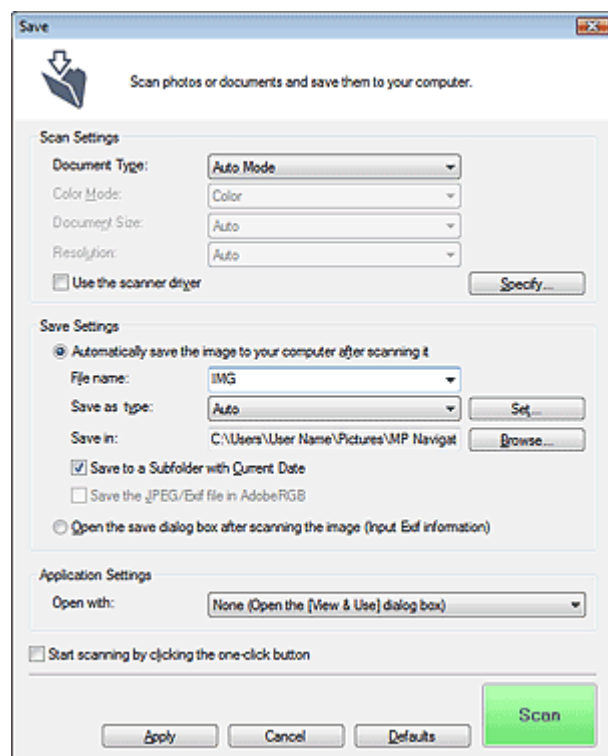 Save
Scan photos or documents and save them to your computer.
Scan Settings
Document Type: Auto Mode
Color Mode: Color
Document Size: Auto
Resolution: Auto
Use the scanner driver Specify...
Save Settings
Automatically save the image to your computer after scanning it
File name: IMG
Save as type: Auto Set...
Save in: C:\Users\User Name\Pictures\MP Navigat Browse...
Save to a Subfolder with Current Date
Save the JPEG/Exif file in AdobeRGB
Open the save dialog box after scanning the image (Input Exif information)
Application Settings
Open with: None (Open the [View & Use] dialog box)
Start scanning by clicking the one-click button
Apply Cancel Defaults Scan